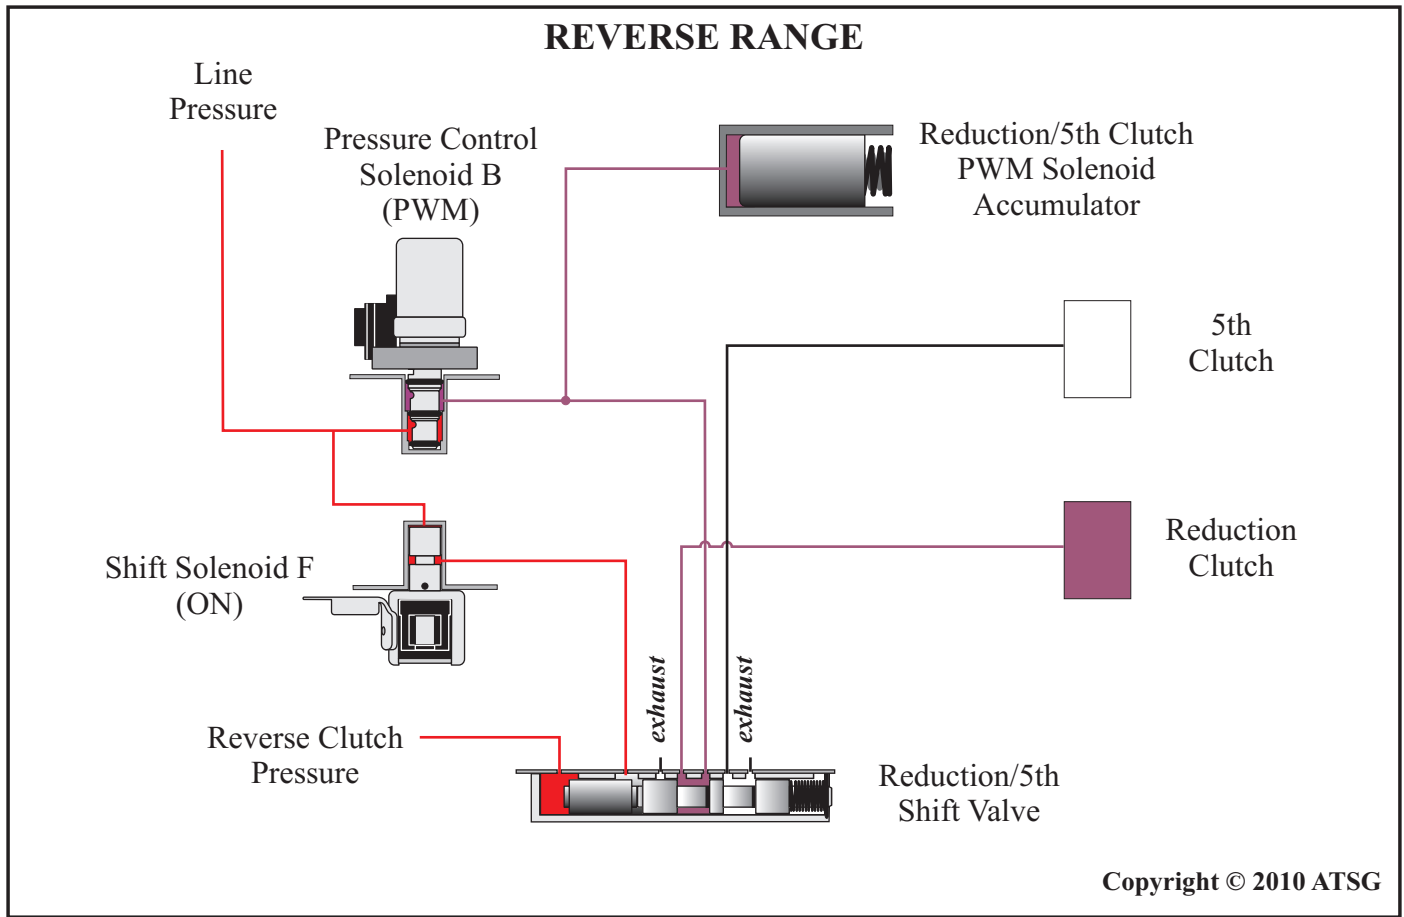 REVERSE RANGE
Line
Pressure
Pressure Control
Solenoid B
(PWM)
Reduction/5th Clutch
PWM Solenoid
Accumulator
5th
Clutch
Reduction
Clutch
Shift Solenoid F
(ON)
exhaust
exhaust
Reverse Clutch
Pressure
Reduction/5th
Shift Valve
Copyright © 2010 ATSG